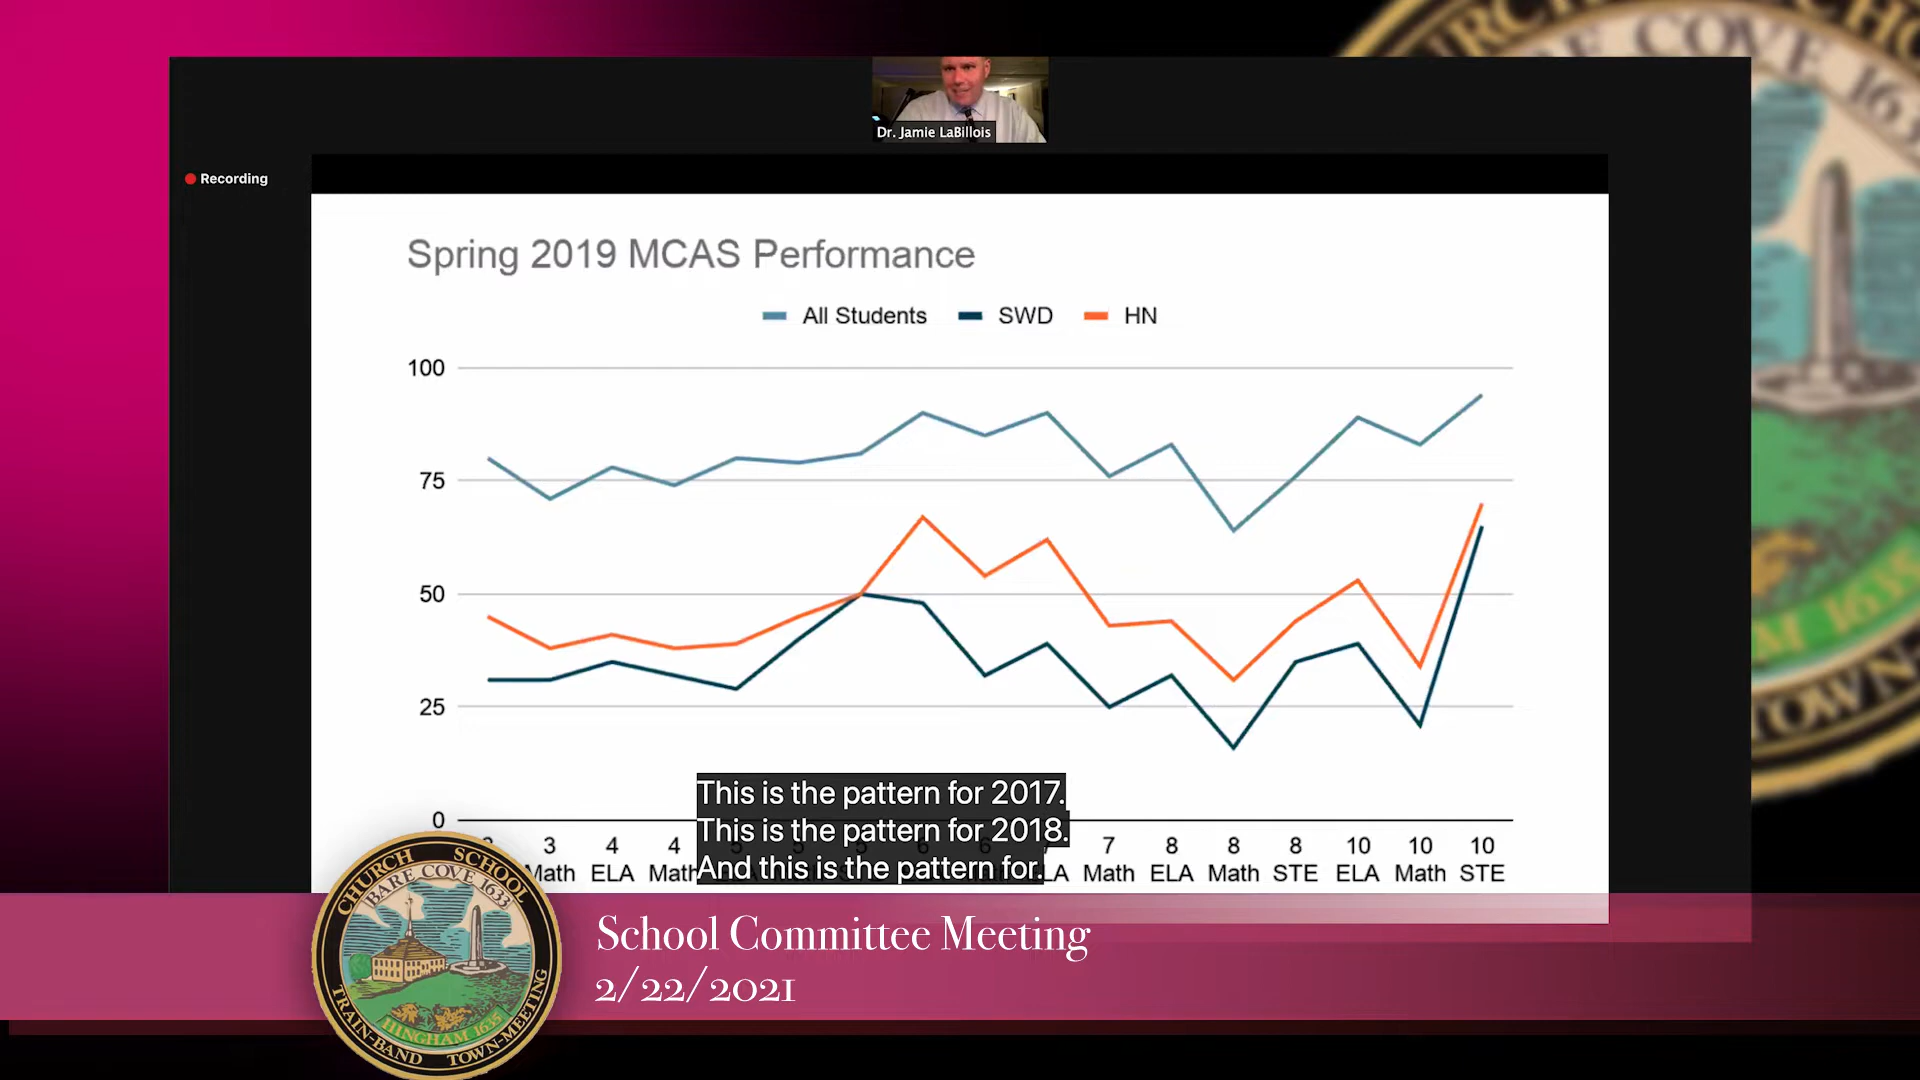 Dr. Jamie LaBillois
Recording
Spring 2019 MCAS Performance
All Students SWD HN
100
75
50
25
0
3 4 4 7 8 8 8 10 10 10
Math ELA Math ELA Math ELA Math STE ELA Math STE
This is the pattern for 2017.
This is the pattern for 2018.
And this is the pattern for.
School Committee Meeting
2/22/2021
CHURCH SCHOOL
BARE COVE 1633
HINGHAM 1635
TRAIN-BAND TOWN-MEETING